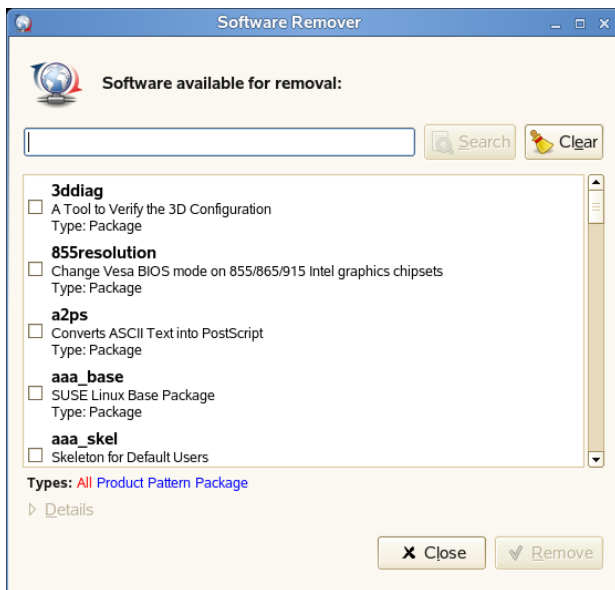 Software Remover
Software available for removal:
Search
Clear
3ddiag
A Tool to Verify the 3D Configuration
Type: Package
855resolution
Change Vesa BIOS mode on 855/865/915 Intel graphics chipsets
Type: Package
a2ps
Converts ASCII Text into PostScript
Type: Package
aaa_base
SUSE Linux Base Package
Type: Package
aaa_skel
Skeleton for Default Users
Types: All Product Pattern Package
Details
Close
Remove